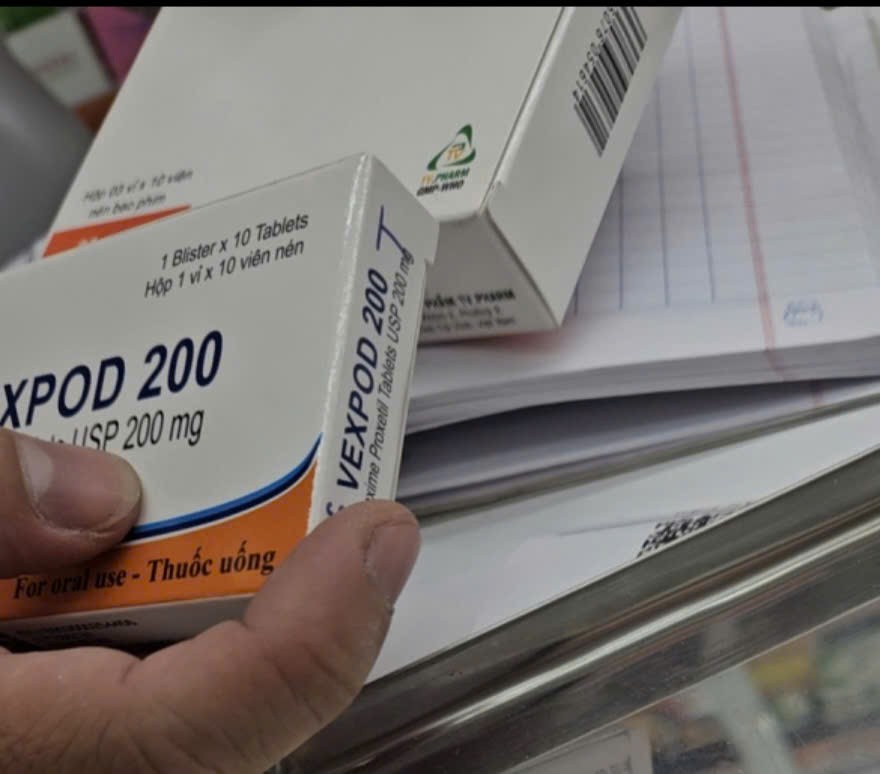 Hộp 03 vỉ x 10 viên
nén bao phim
TV.PHARM
GMP-WHO
1 Blister x 10 Tablets
Hộp 1 vỉ x 10 viên nén
XPOD 200
USP 200 mg
For oral use - Thuốc uống
VEXPOD 200
xime Proxetil Tablets USP 200 mg
TV PHARM